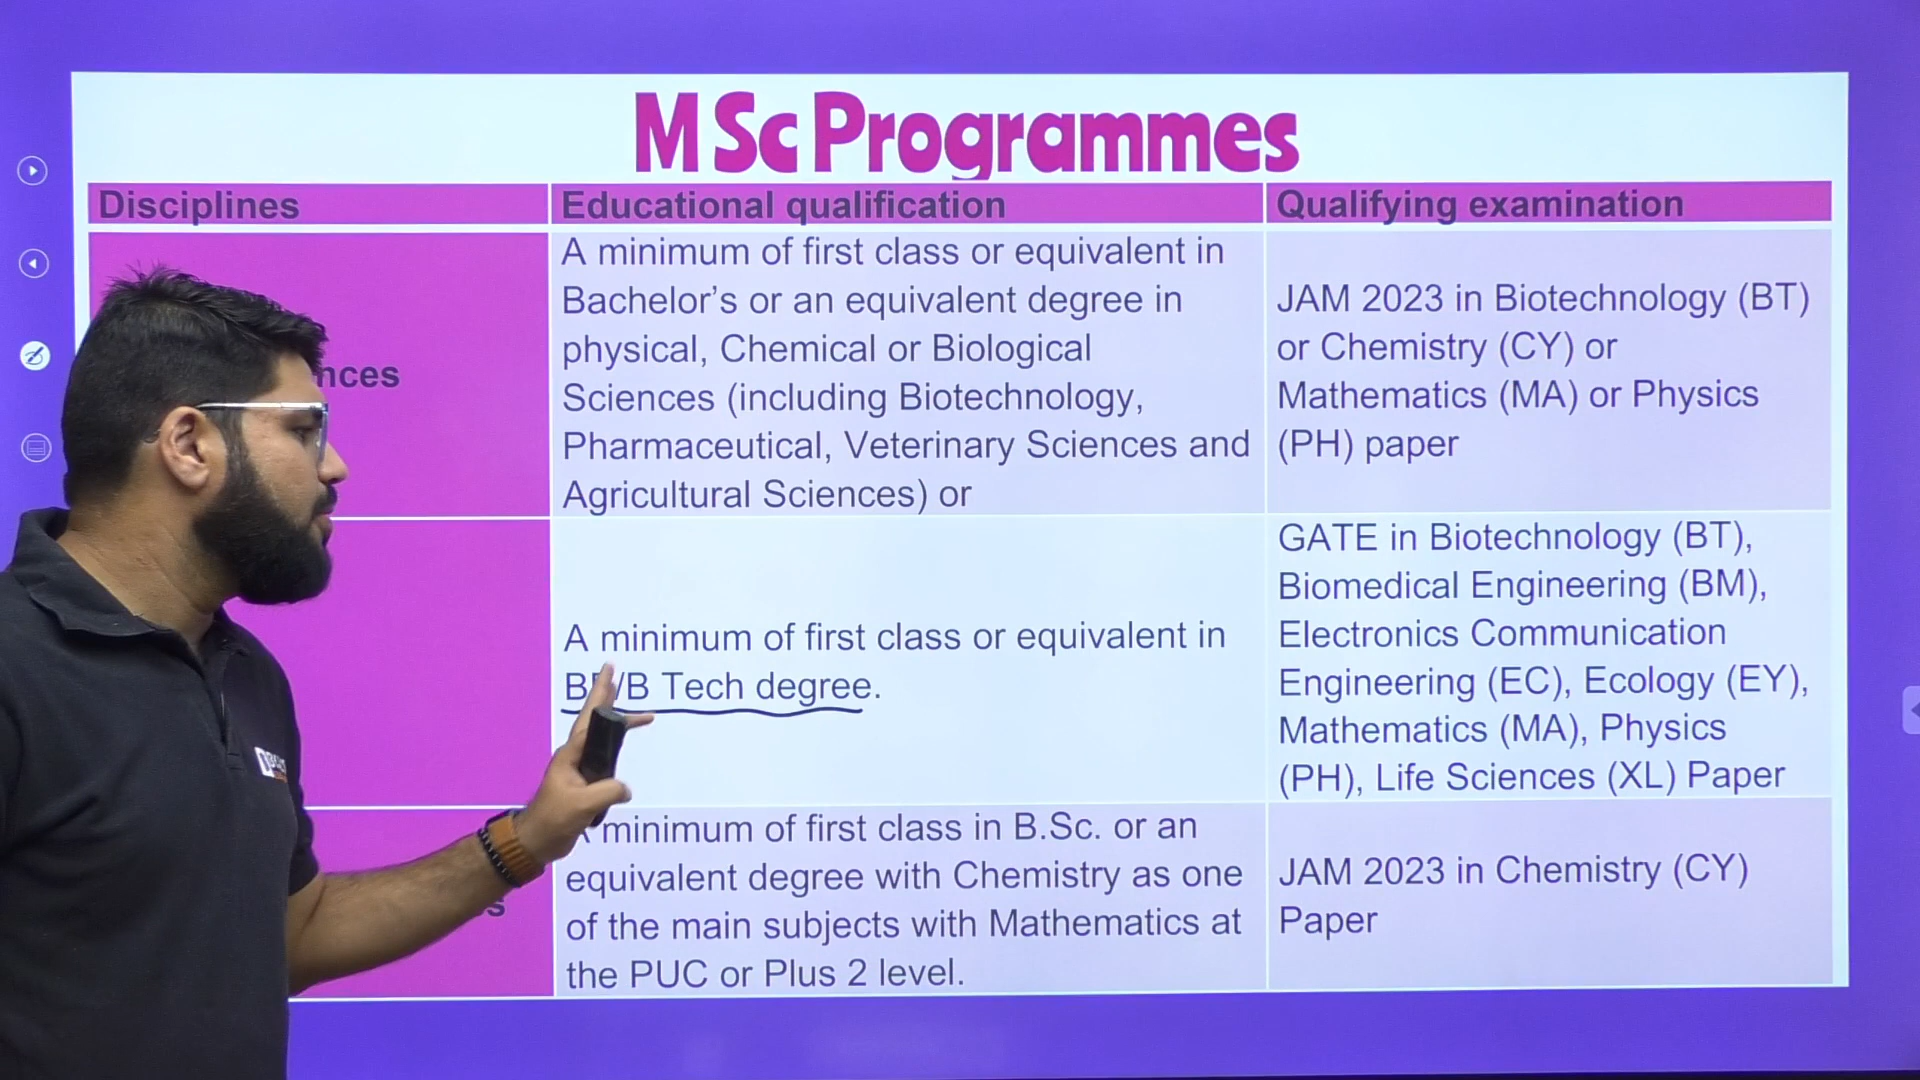 M Sc Programmes
Disciplines
Educational qualification
Qualifying examination
A minimum of first class or equivalent in
Bachelor's or an equivalent degree in
physical, Chemical or Biological
Sciences (including Biotechnology,
Pharmaceutical, Veterinary Sciences and
Agricultural Sciences) or
JAM 2023 in Biotechnology (BT)
or Chemistry (CY) or
Mathematics (MA) or Physics
(PH) paper
A minimum of first class or equivalent in
/B Tech degree.
GATE in Biotechnology (BT),
Biomedical Engineering (BM),
Electronics Communication
Engineering (EC), Ecology (EY),
Mathematics (MA), Physics
(PH), Life Sciences (XL) Paper
minimum of first class in B.Sc. or an
equivalent degree with Chemistry as one
of the main subjects with Mathematics at
the PUC or Plus 2 level.
JAM 2023 in Chemistry (CY)
Paper